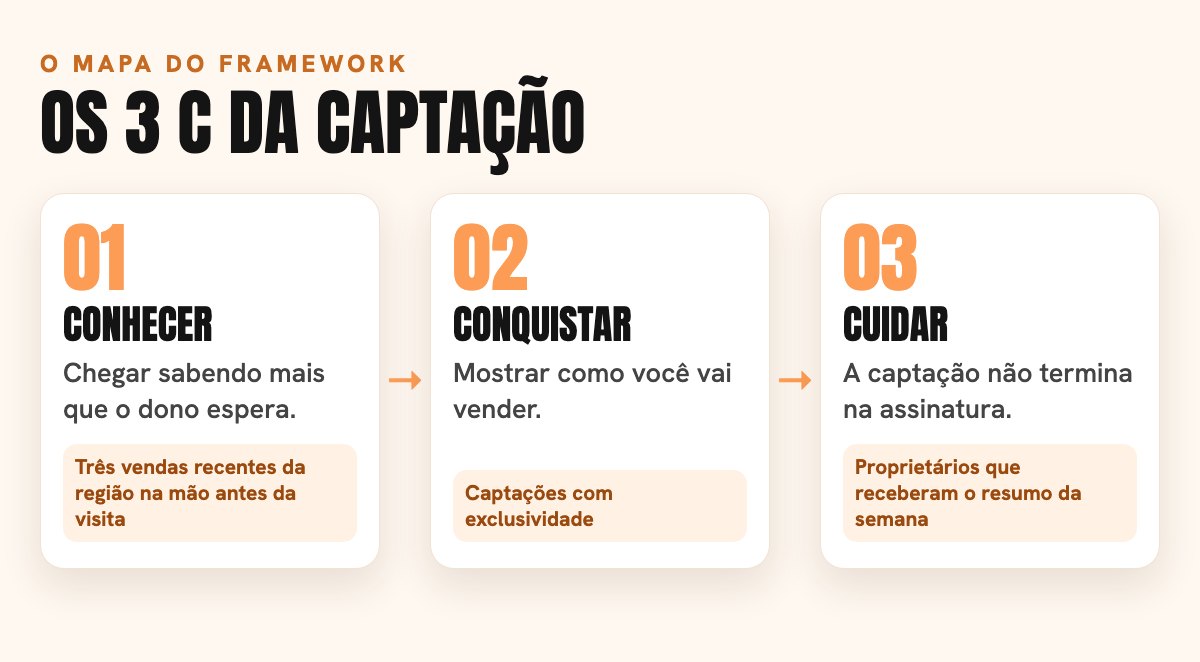 O MAPA DO FRAMEWORK
OS 3 C DA CAPTAÇÃO
01
CONHECER
Chegar sabendo mais
que o dono espera.
Três vendas recentes da
região na mão antes da
visita
→
02
CONQUISTAR
Mostrar como você vai
vender.
Captações com
exclusividade
→
03
CUIDAR
A captação não termina
na assinatura.
Proprietários que
receberam o resumo da
semana